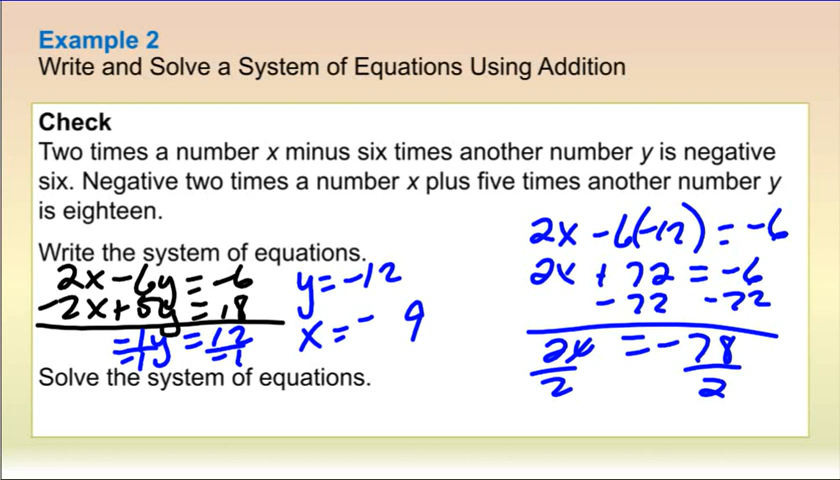 Example 2
Write and Solve a System of Equations Using Addition
Check
Two times a number x minus six times another number y is negative
six. Negative two times a number x plus five times another number y
is eighteen.
Write the system of equations.
2x - 6y = -6
-2x + 5y = 18
-1y = 12
-1 -1
y = -12
x = - 9
2x - 6(-12) = -6
2x + 72 = -6
- 72 - 72
2x = - 78
2 2
Solve the system of equations.